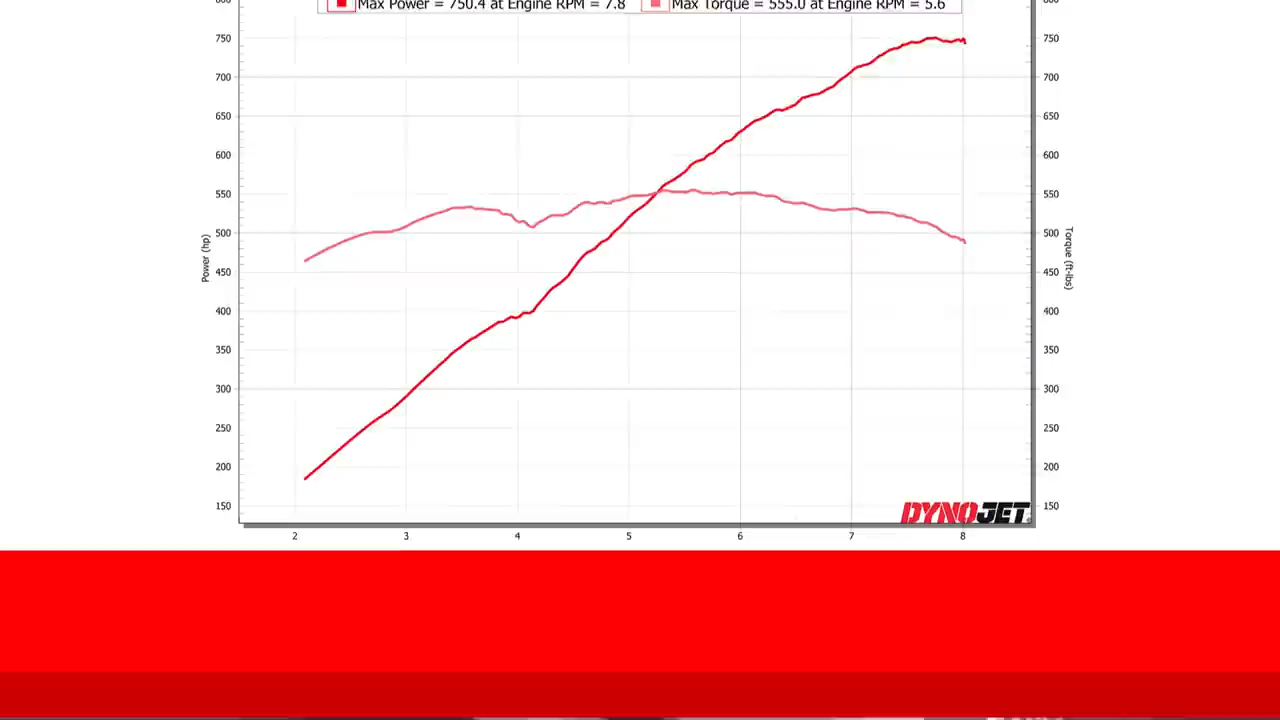 800 800
Max Power = 750.4 at Engine RPM = 7.8 Max Torque = 555.0 at Engine RPM = 5.6
750 750
700 700
650 650
600 600
550 550
500 500
Power (hp)
Torque (ft-lbs)
450 450
400 400
350 350
300 300
250 250
200 200
150 150
DYNOJET
2 3 4 5 6 7 8